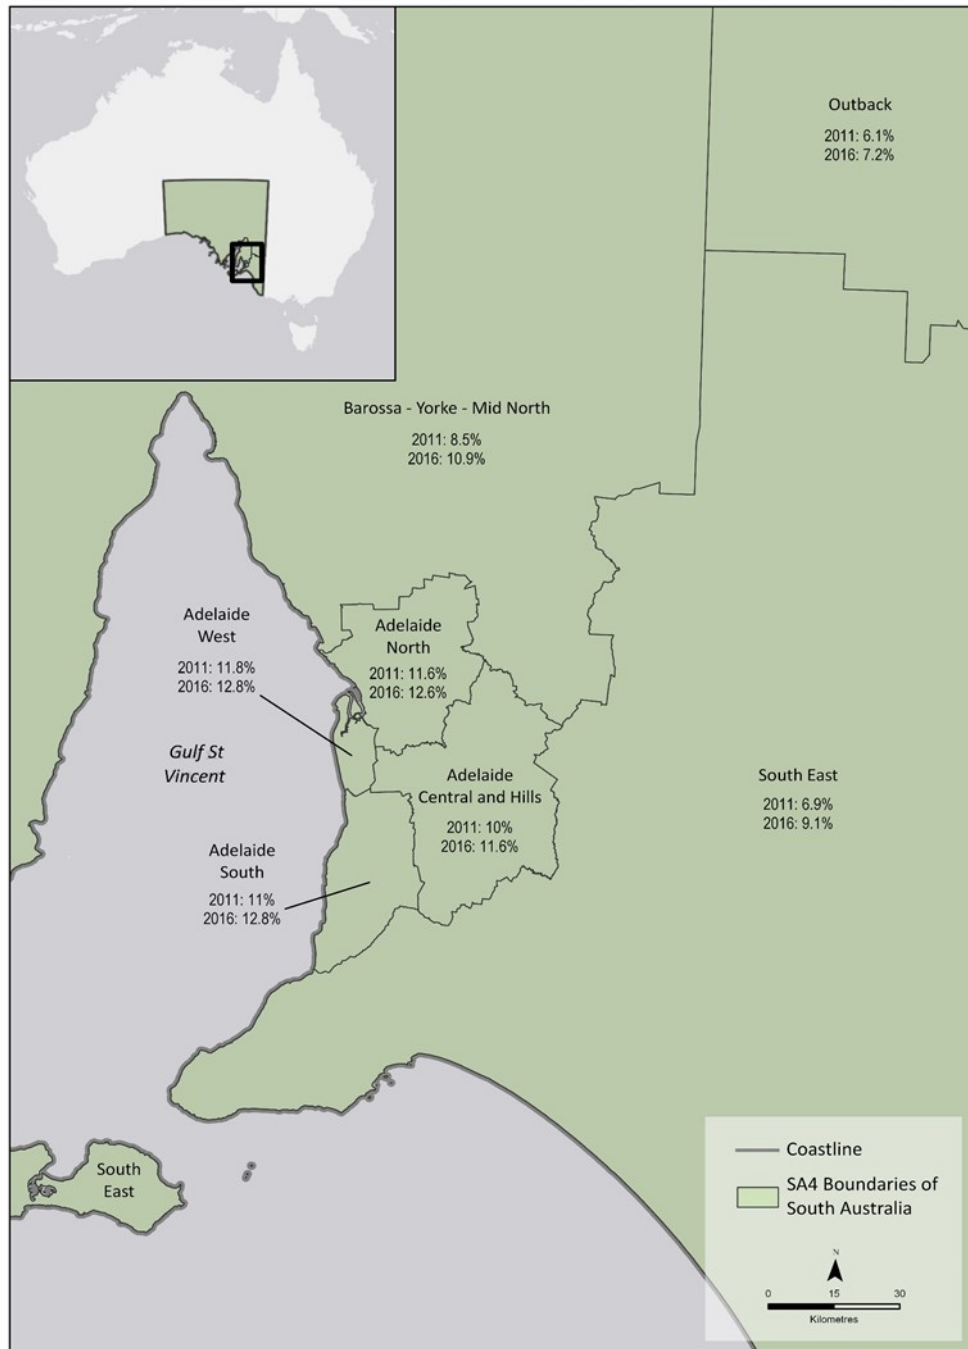 Outback
2011: 6.1%
2016: 7.2%
Barossa - Yorke - Mid North
2011: 8.5%
2016: 10.9%
Adelaide
West
2011: 11.8%
2016: 12.8%
Adelaide
North
2011: 11.6%
2016: 12.6%
Gulf St
Vincent
Adelaide
Central and Hills
2011: 10%
2016: 11.6%
South East
2011: 6.9%
2016: 9.1%
Adelaide
South
2011: 11%
2016: 12.8%
South
East
Coastline
SA4 Boundaries of
South Australia
N
0 15 30
Kilometres